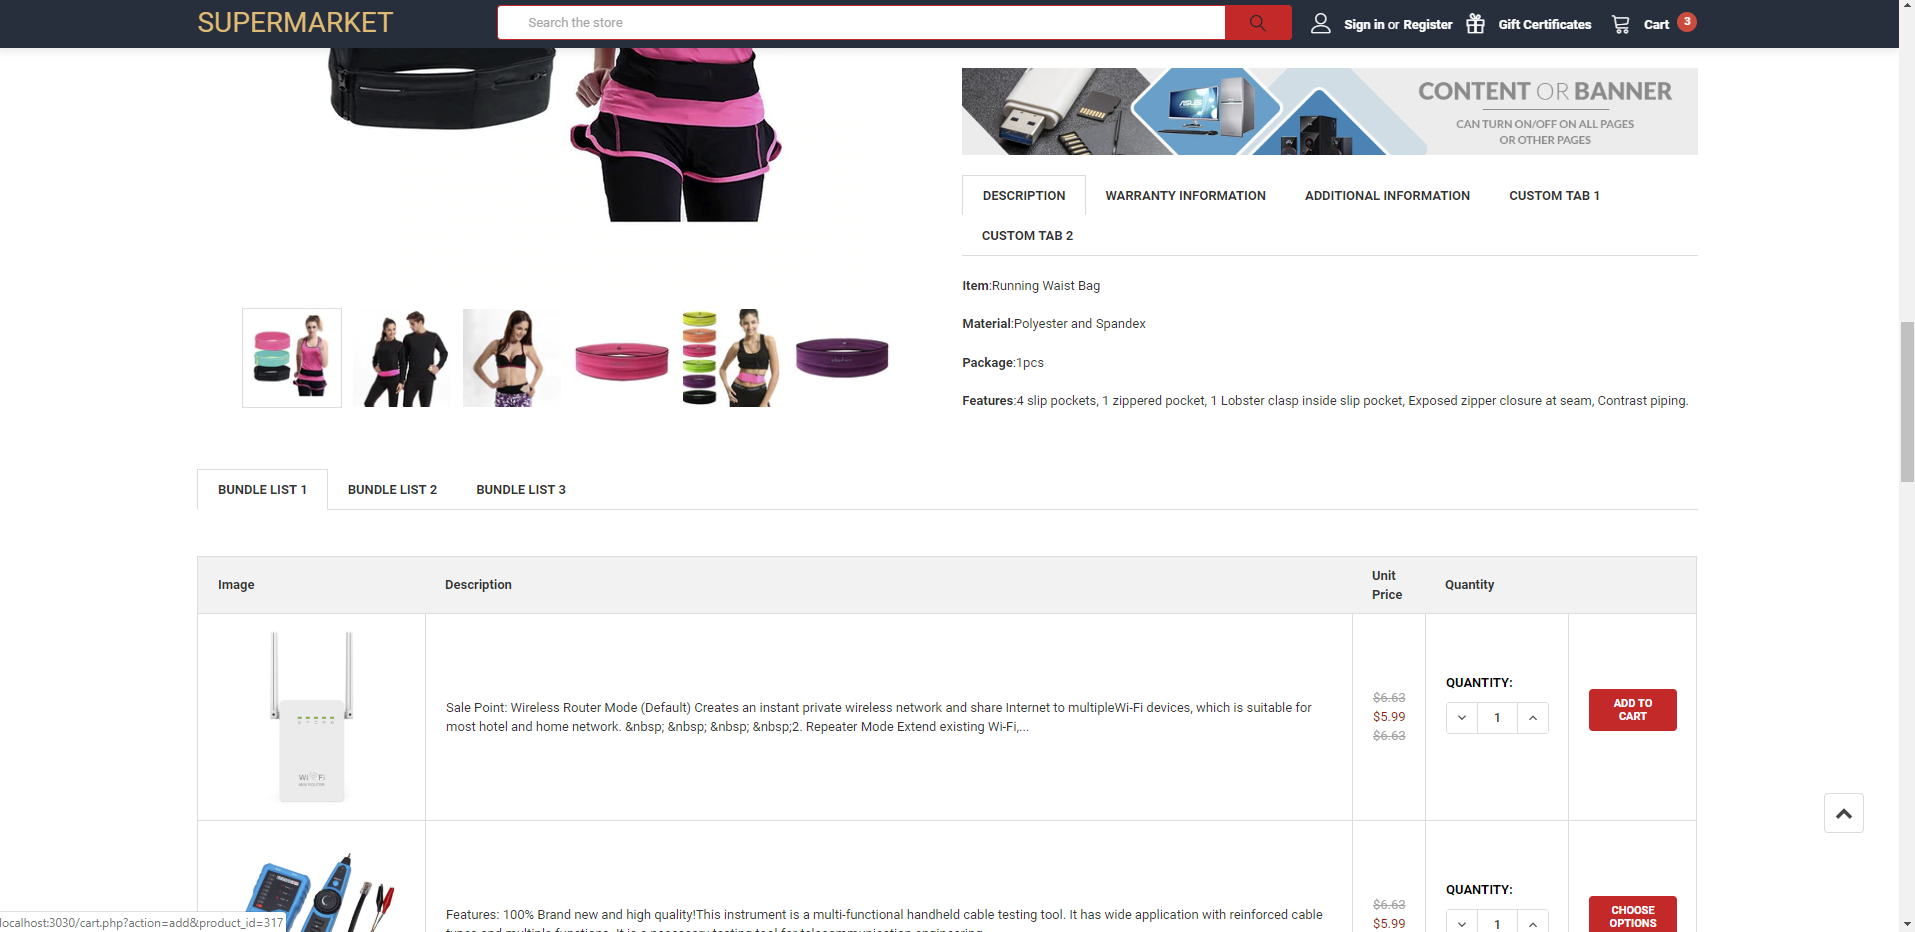 SUPERMARKET
Search the store
Sign in or Register
Gift Certificates
Cart 3
CONTENT OR BANNER
CAN TURN ON/OFF ON ALL PAGES
OR OTHER PAGES
DESCRIPTION
WARRANTY INFORMATION
ADDITIONAL INFORMATION
CUSTOM TAB 1
CUSTOM TAB 2
Item:Running Waist Bag
Material:Polyester and Spandex
Package:1pcs
Features:4 slip pockets, 1 zippered pocket, 1 Lobster clasp inside slip pocket, Exposed zipper closure at seam, Contrast piping.
BUNDLE LIST 1
BUNDLE LIST 2
BUNDLE LIST 3
Image
Description
Unit
Price
Quantity
Wi Fi
Sale Point: Wireless Router Mode (Default) Creates an instant private wireless network and share Internet to multipleWi-Fi devices, which is suitable for
most hotel and home network. &nbsp; &nbsp; &nbsp; &nbsp;2. Repeater Mode Extend existing Wi-Fi,...
$6.63
$5.99
$6.63
QUANTITY:
1
ADD TO
CART
Features: 100% Brand new and high quality!This instrument is a multi-functional handheld cable testing tool. It has wide application with reinforced cable
$6.63
$5.99
QUANTITY:
1
CHOOSE
OPTIONS
localhost:3030/cart.php?action=add&product_id=317